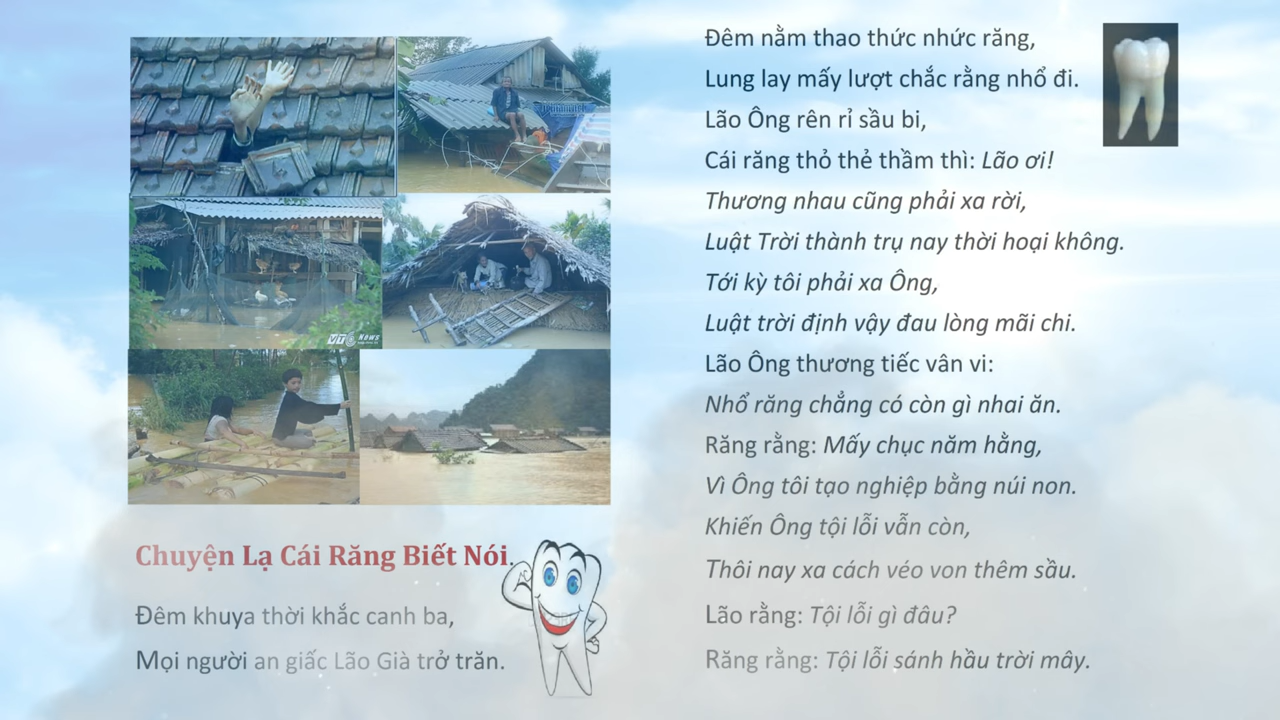 VTC News
Chuyện Lạ Cái Răng Biết Nói.
Đêm khuya thời khắc canh ba,
Mọi người an giấc Lão Già trở trăn.
Đêm nằm thao thức nhức răng,
Lung lay mấy lượt chắc rằng nhổ đi.
Lão Ông rên rỉ sầu bi,
Cái răng thỏ thẻ thầm thì: Lão ơi!
Thương nhau cũng phải xa rời,
Luật Trời thành trụ nay thời hoại không.
Tới kỳ tôi phải xa Ông,
Luật trời định vậy đau lòng mãi chi.
Lão Ông thương tiếc vân vi:
Nhổ răng chẳng có còn gì nhai ăn.
Răng rằng: Mấy chục năm hằng,
Vì Ông tôi tạo nghiệp bằng núi non.
Khiến Ông tội lỗi vẫn còn,
Thôi nay xa cách véo von thêm sầu.
Lão rằng: Tội lỗi gì đâu?
Răng rằng: Tội lỗi sánh hầu trời mây.